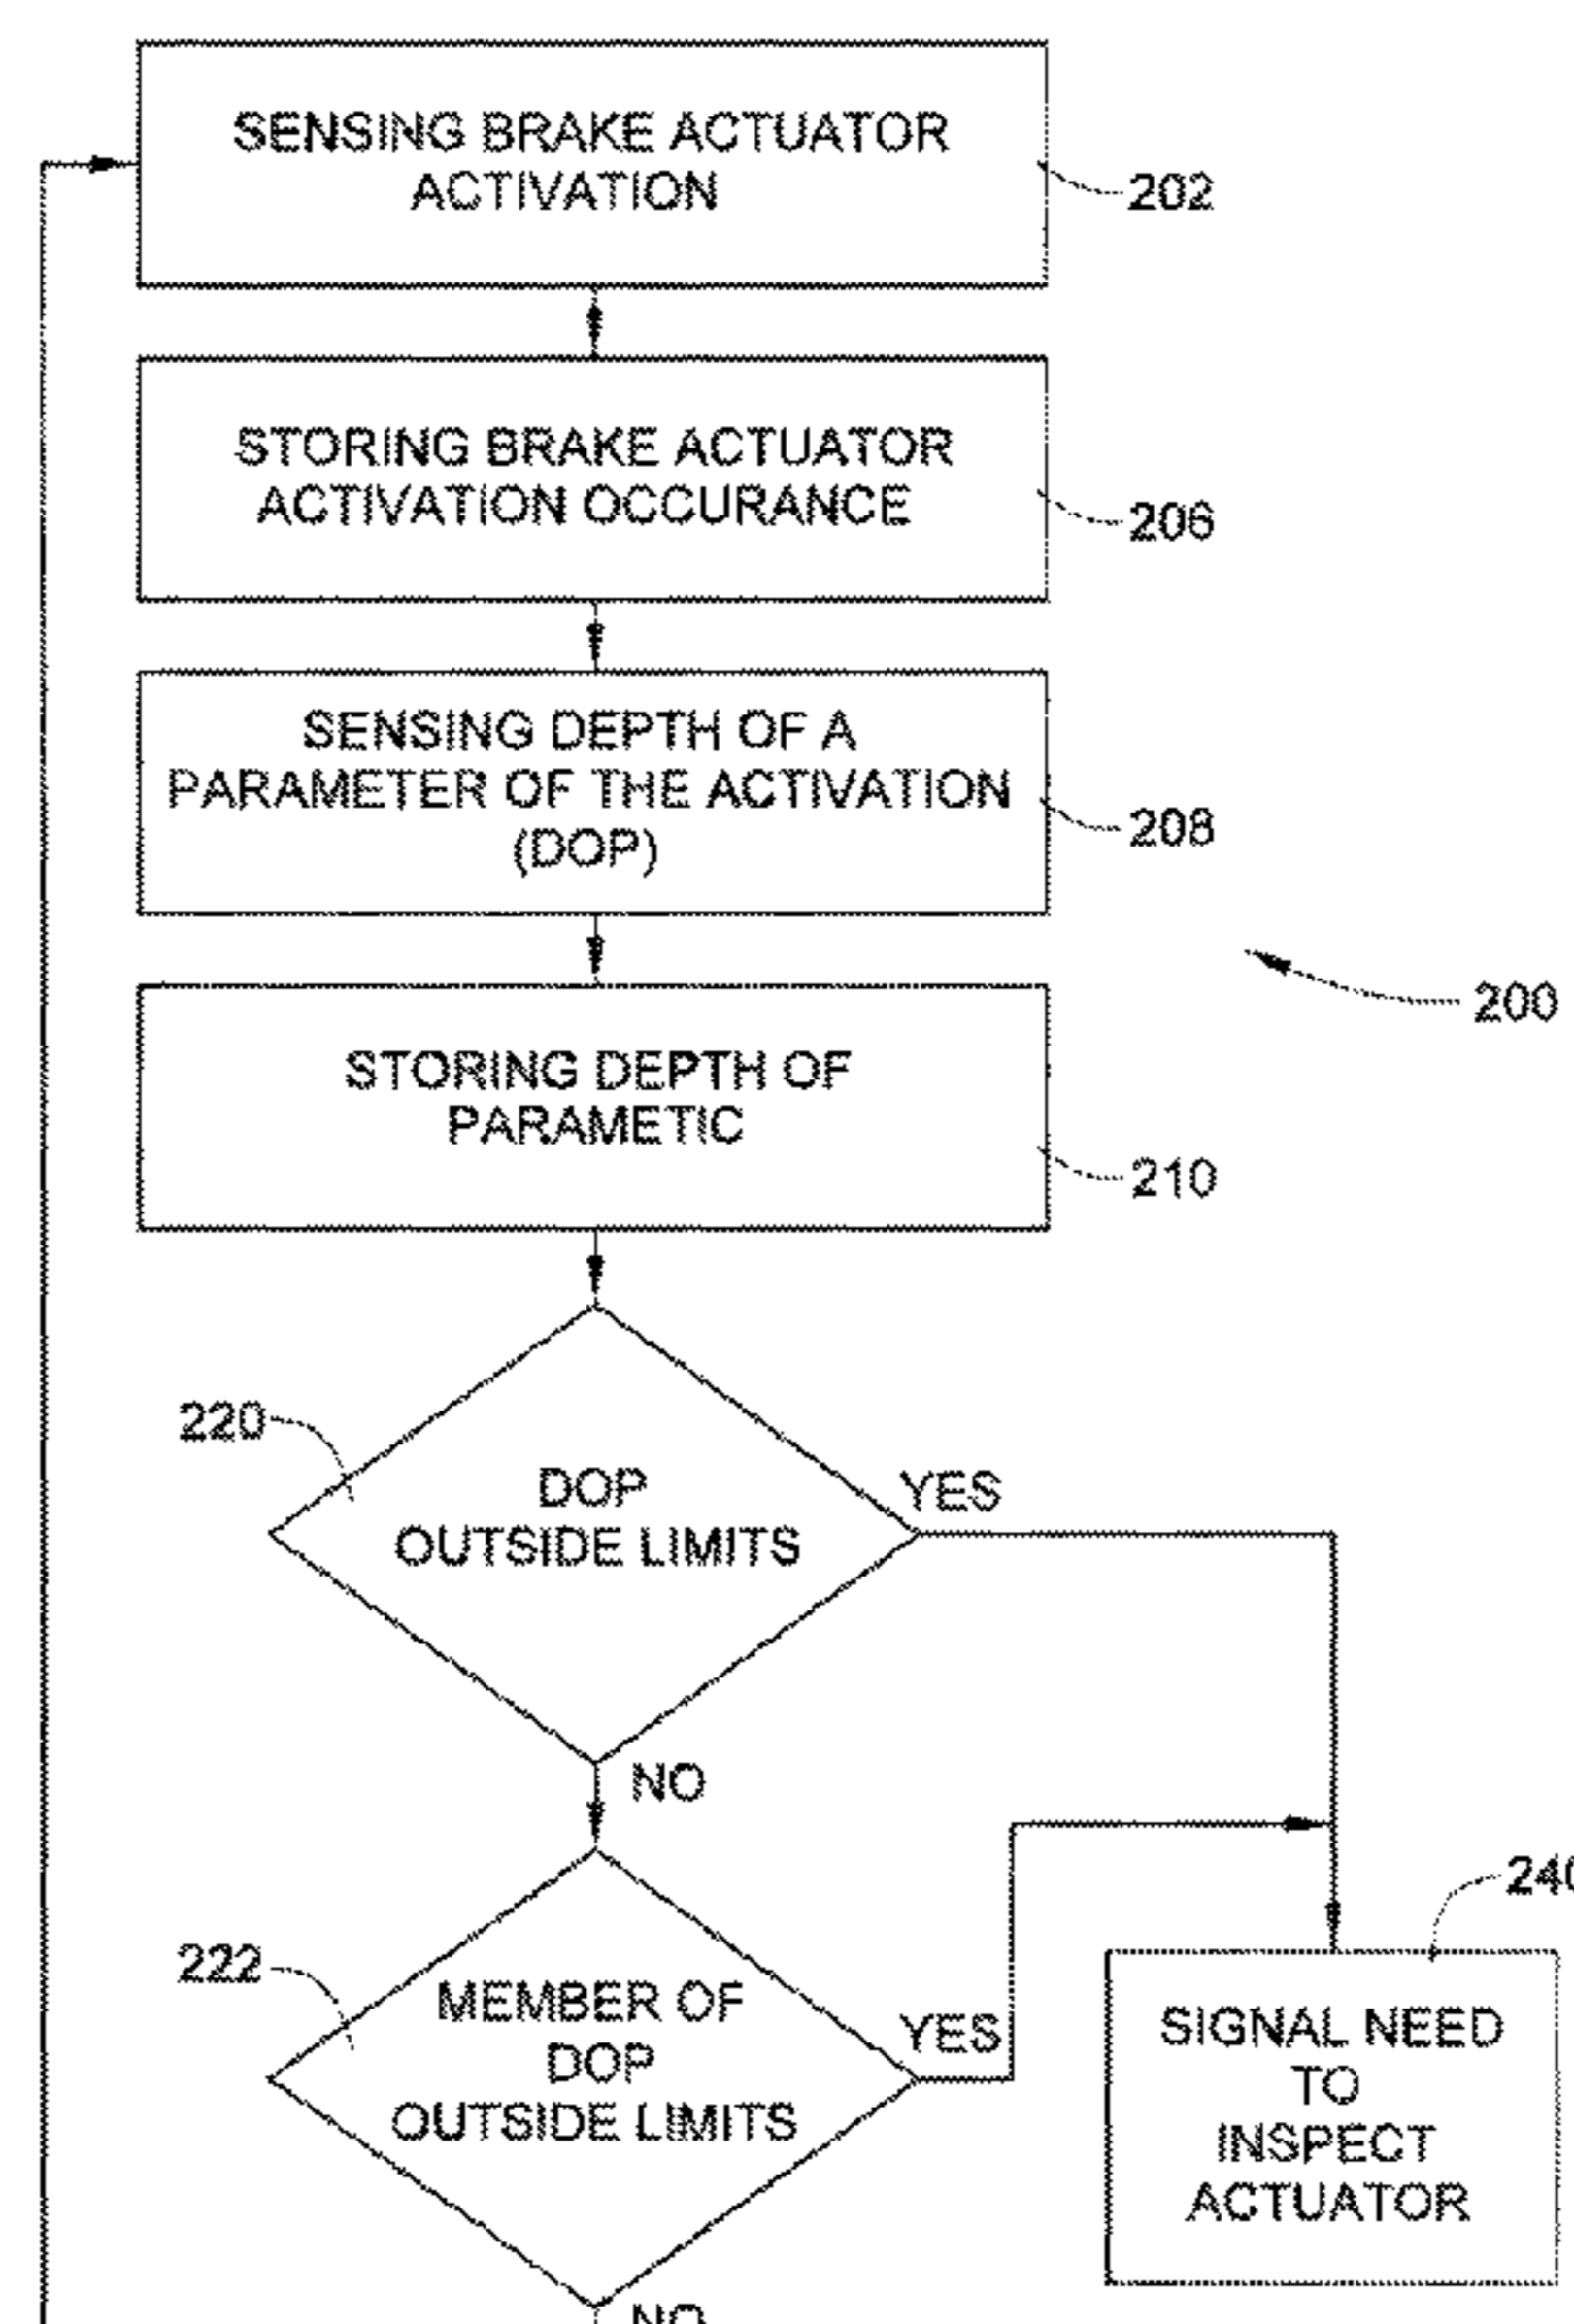 SENSING BRAKE ACTUATOR
ACTIVATION
202
STORING BRAKE ACTUATOR
ACTIVATION OCCURANCE
206
SENSING DEPTH OF A
PARAMETER OF THE ACTIVATION
(DOP)
208
200
STORING DEPTH OF
PARAMETIC
210
220
DOP
OUTSIDE LIMITS
YES
NO
222
MEMBER OF
DOP
OUTSIDE LIMITS
YES
240
SIGNAL NEED
TO
INSPECT
ACTUATOR
NO